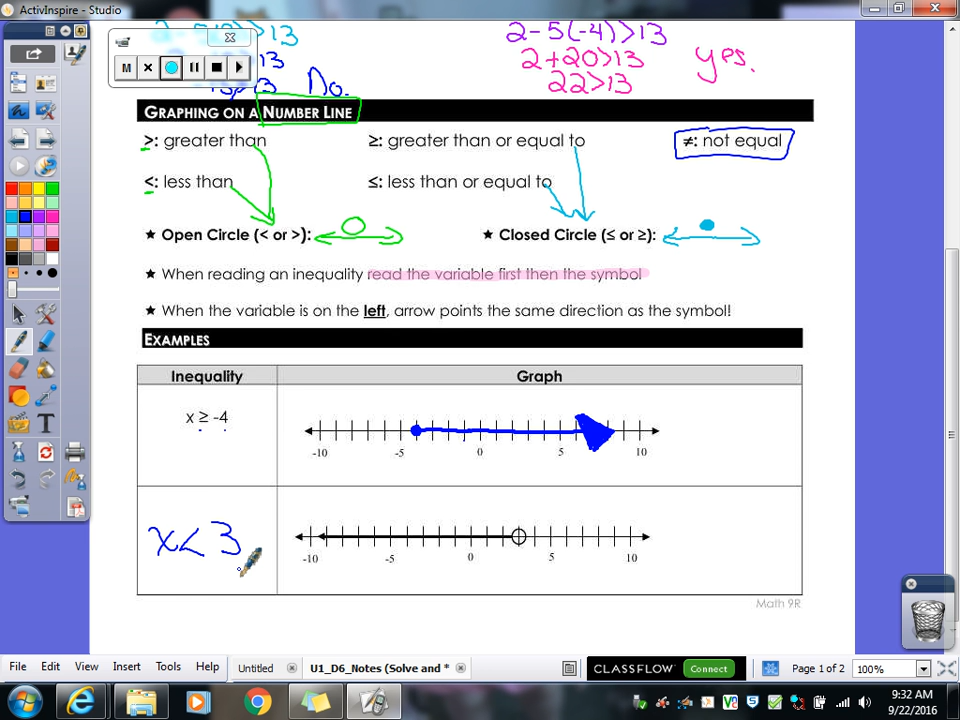 ActivInspire - Studio
>13
2-5(-4)>13
>13
2+20>13
yes.
M
>13
No.
22>13
GRAPHING ON A NUMBER LINE
>: greater than
≥: greater than or equal to
≠: not equal
<: less than
≤: less than or equal to
★ Open Circle (< or >):
★ Closed Circle (≤ or ≥):
★ When reading an inequality read the variable first then the symbol
★ When the variable is on the left, arrow points the same direction as the symbol!
EXAMPLES
Inequality
Graph
x ≥ -4
-10 -5 0 5 10
x<3
-10 -5 0 5 10
Math 9R
File Edit View Insert Tools Help
Untitled
U1_D6_Notes (Solve and *
CLASSFLOW Connect
Page 1 of 2
100%
9:32 AM
9/22/2016